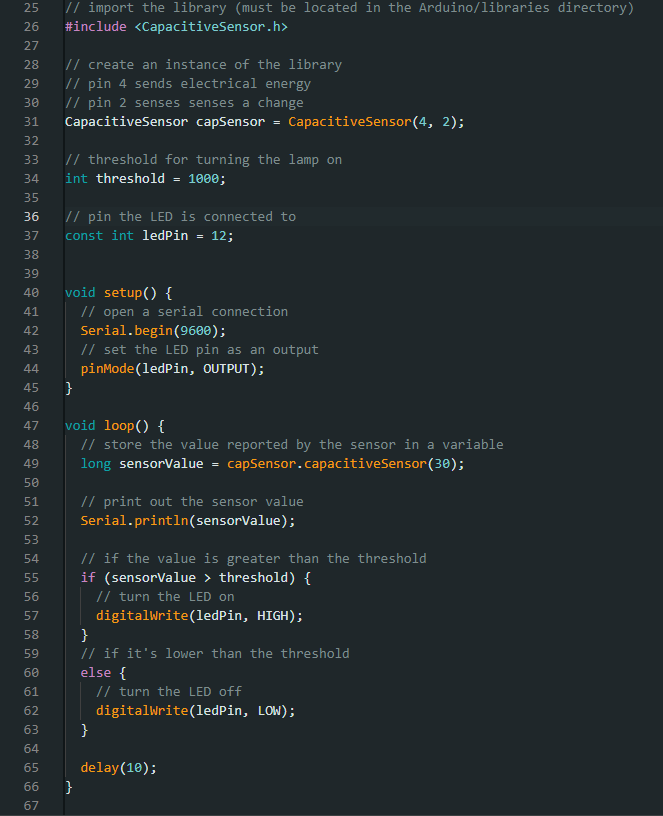 25 // import the library (must be located in the Arduino/libraries directory)
26 #include <CapacitiveSensor.h>
27
28 // create an instance of the library
29 // pin 4 sends electrical energy
30 // pin 2 senses senses a change
31 CapacitiveSensor capSensor = CapacitiveSensor(4, 2);
32
33 // threshold for turning the lamp on
34 int threshold = 1000;
35
36 // pin the LED is connected to
37 const int ledPin = 12;
38
39
40 void setup() {
41   // open a serial connection
42   Serial.begin(9600);
43   // set the LED pin as an output
44   pinMode(ledPin, OUTPUT);
45 }
46
47 void loop() {
48   // store the value reported by the sensor in a variable
49   long sensorValue = capSensor.capacitiveSensor(30);
50
51   // print out the sensor value
52   Serial.println(sensorValue);
53
54   // if the value is greater than the threshold
55   if (sensorValue > threshold) {
56     // turn the LED on
57     digitalWrite(ledPin, HIGH);
58   }
59   // if it's lower than the threshold
60   else {
61     // turn the LED off
62     digitalWrite(ledPin, LOW);
63   }
64
65   delay(10);
66 }
67